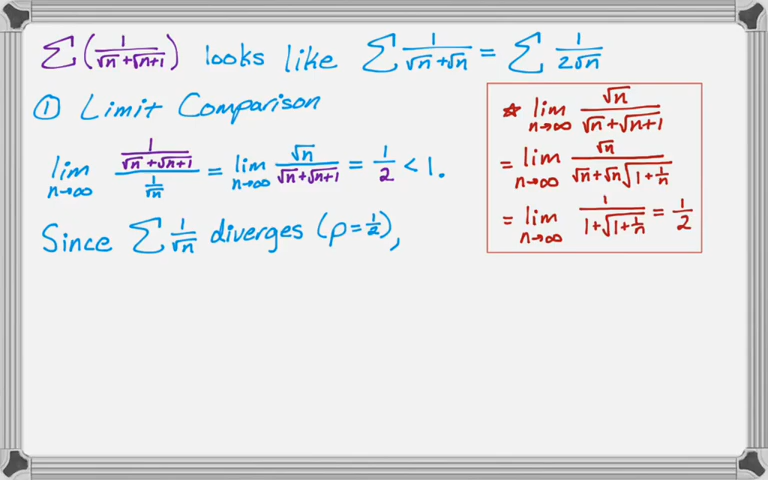 ∑(1/(√n+√n+1)) looks like ∑ 1/(√n+√n) = ∑ 1/(2√n)
① Limit Comparison
lim n→∞ (1/(√n+√n+1))/(1/√n) = lim n→∞ √n/(√n+√n+1) = 1/2 < 1.
Since ∑ 1/√n diverges (p=1/2),
* lim n→∞ √n/(√n+√n+1)
= lim n→∞ √n/(√n+√n√(1+1/n))
= lim n→∞ 1/(1+√(1+1/n)) = 1/2